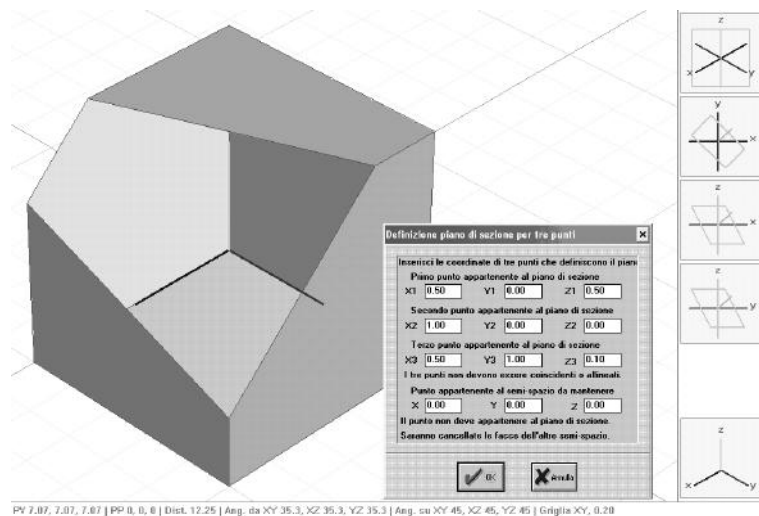 z
x y
y
x
z
x
z
y
Definizione piano di sezione per tre punti
Inserisci le coordinate di tre punti che definiscono il piano
Primo punto appartenente al piano di sezione
X1 0.50 Y1 0.00 Z1 0.50
Secondo punto appartenente al piano di sezione
X2 1.00 Y2 0.00 Z2 0.00
Terzo punto appartenente al piano di sezione
X3 0.50 Y3 1.00 Z3 0.10
I tre punti non devono essere coincidenti o allineati.
Punto appartenente al semi-spazio da mantenere
X 0.00 Y 0.00 Z 0.00
Il punto non deve appartenere al piano di sezione.
Saranno cancellate le facce dell'altro semi-spazio.
OK Annulla
z
x y
PV 7.07, 7.07, 7.07 | PP 0, 0, 0 | Dist. 12.25 | Ang. da XY 35.3, XZ 35.3, YZ 35.3 | Ang. su XY 45, XZ 45, YZ 45 | Griglia XY, 0.20